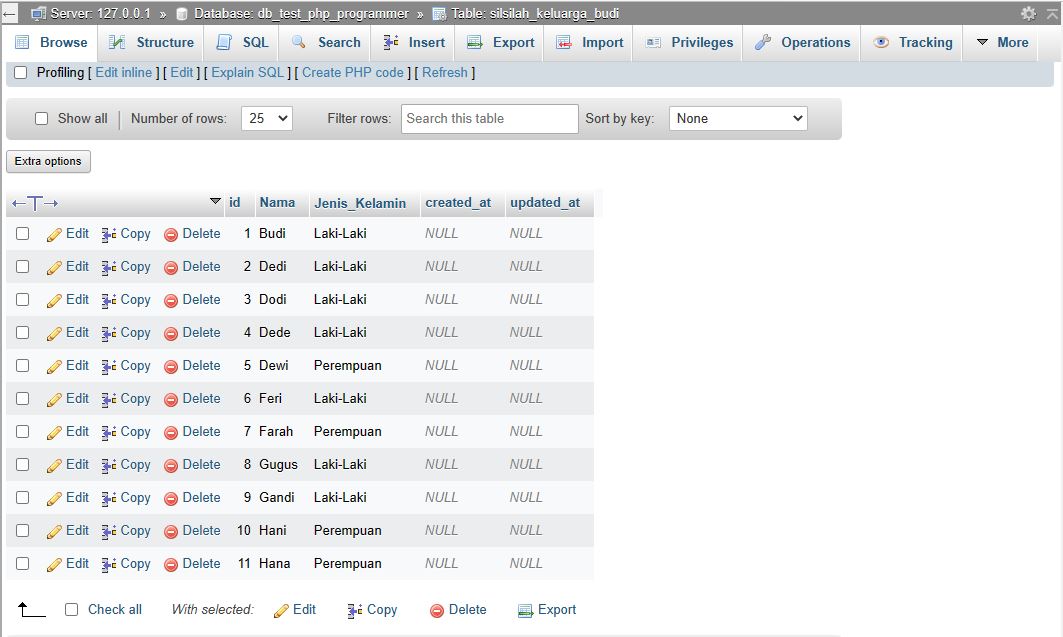 Server: 127.0.0.1 » Database: db_test_php_programmer » Table: silsilah_keluarga_budi
Browse Structure SQL Search Insert Export Import Privileges Operations Tracking More
Profiling [ Edit inline ] [ Edit ] [ Explain SQL ] [ Create PHP code ] [ Refresh ]
Show all Number of rows: 25 Filter rows: Search this table Sort by key: None
Extra options
id Nama Jenis_Kelamin created_at updated_at
Edit Copy Delete 1 Budi Laki-Laki NULL NULL
Edit Copy Delete 2 Dedi Laki-Laki NULL NULL
Edit Copy Delete 3 Dodi Laki-Laki NULL NULL
Edit Copy Delete 4 Dede Laki-Laki NULL NULL
Edit Copy Delete 5 Dewi Perempuan NULL NULL
Edit Copy Delete 6 Feri Laki-Laki NULL NULL
Edit Copy Delete 7 Farah Perempuan NULL NULL
Edit Copy Delete 8 Gugus Laki-Laki NULL NULL
Edit Copy Delete 9 Gandi Laki-Laki NULL NULL
Edit Copy Delete 10 Hani Perempuan NULL NULL
Edit Copy Delete 11 Hana Perempuan NULL NULL
Check all With selected: Edit Copy Delete Export